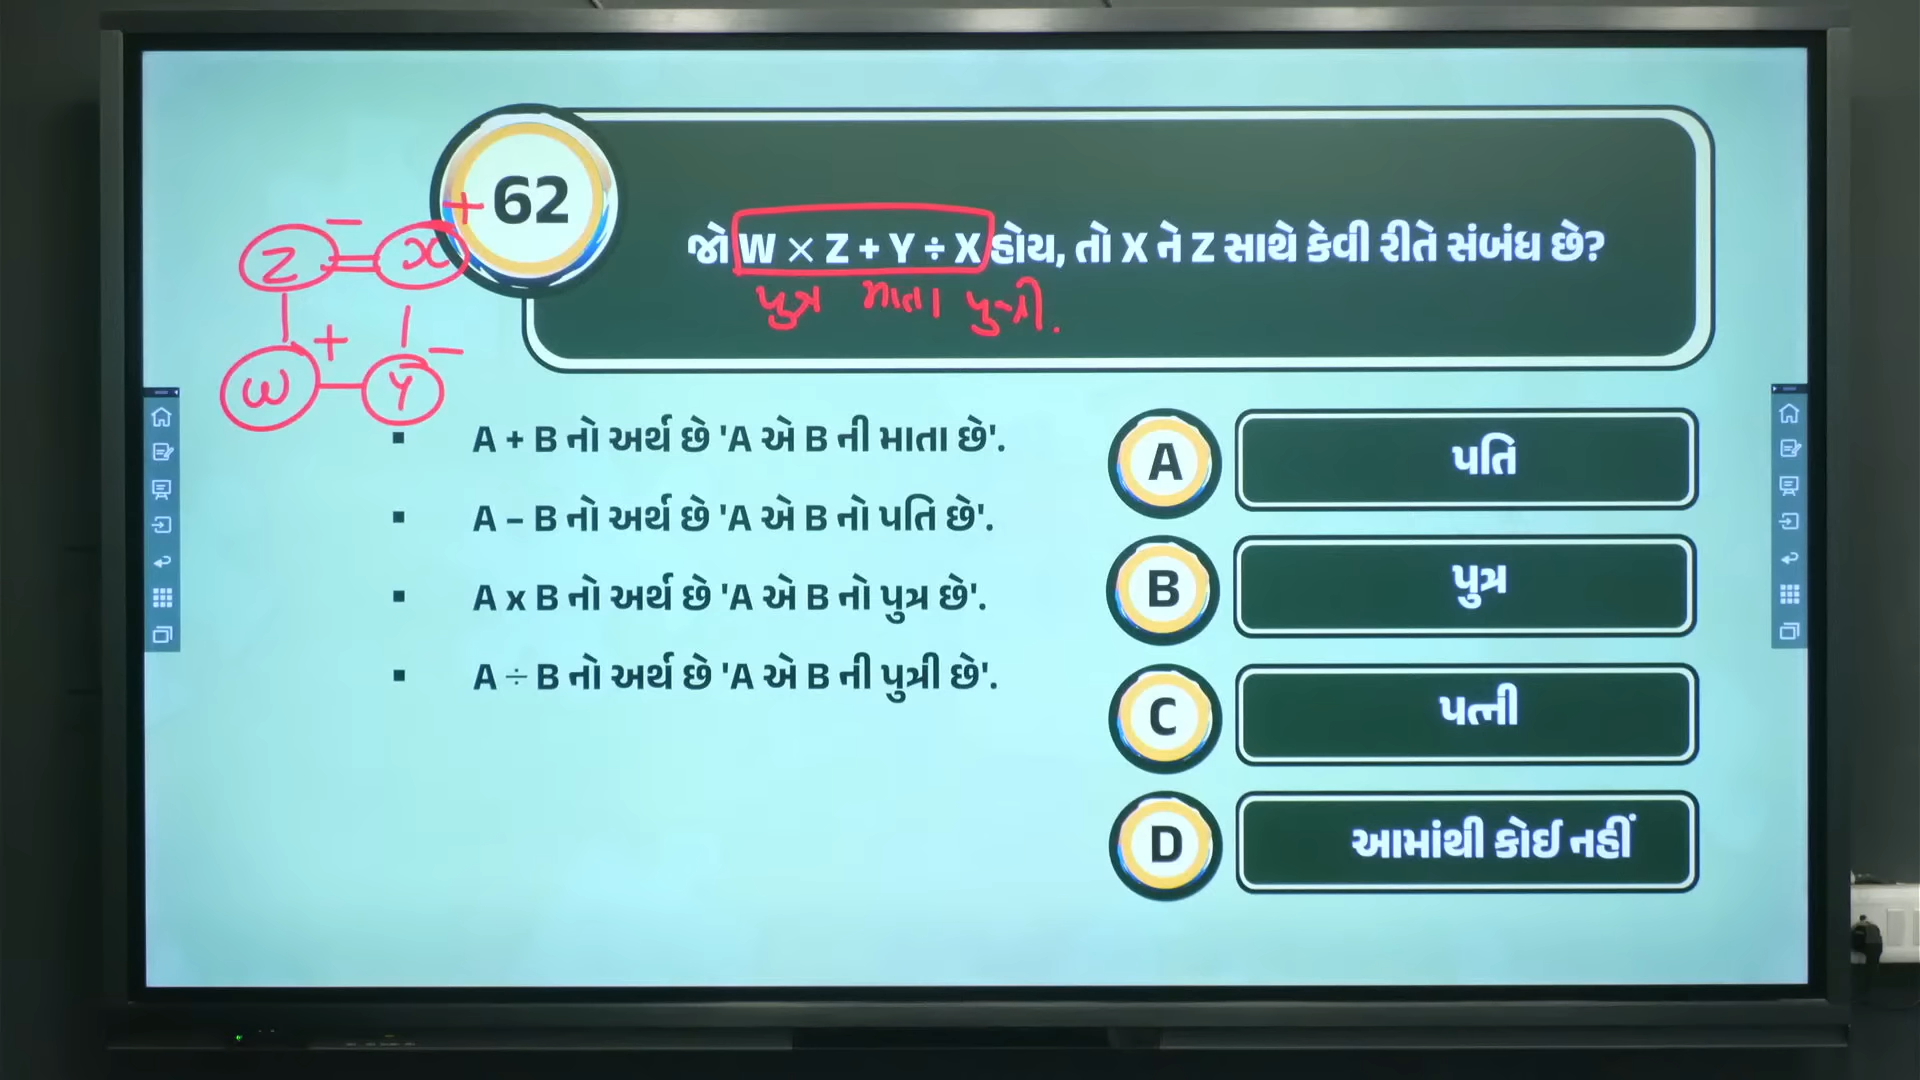 62
જો W × Z + Y ÷ X હોય, તો X ને Z સાથે કેવી રીતે સંબંધ છે?
પુત્ર માતા પુત્રી.
Z − = X +
W + − Y −
▪ A + B નો અર્થ છે 'A એ B ની માતા છે'.
▪ A – B નો અર્થ છે 'A એ B નો પતિ છે'.
▪ A x B નો અર્થ છે 'A એ B નો પુત્ર છે'.
▪ A ÷ B નો અર્થ છે 'A એ B ની પુત્રી છે'.
A પતિ
B પુત્ર
C પત્ની
D આમાંથી કોઈ નહીં